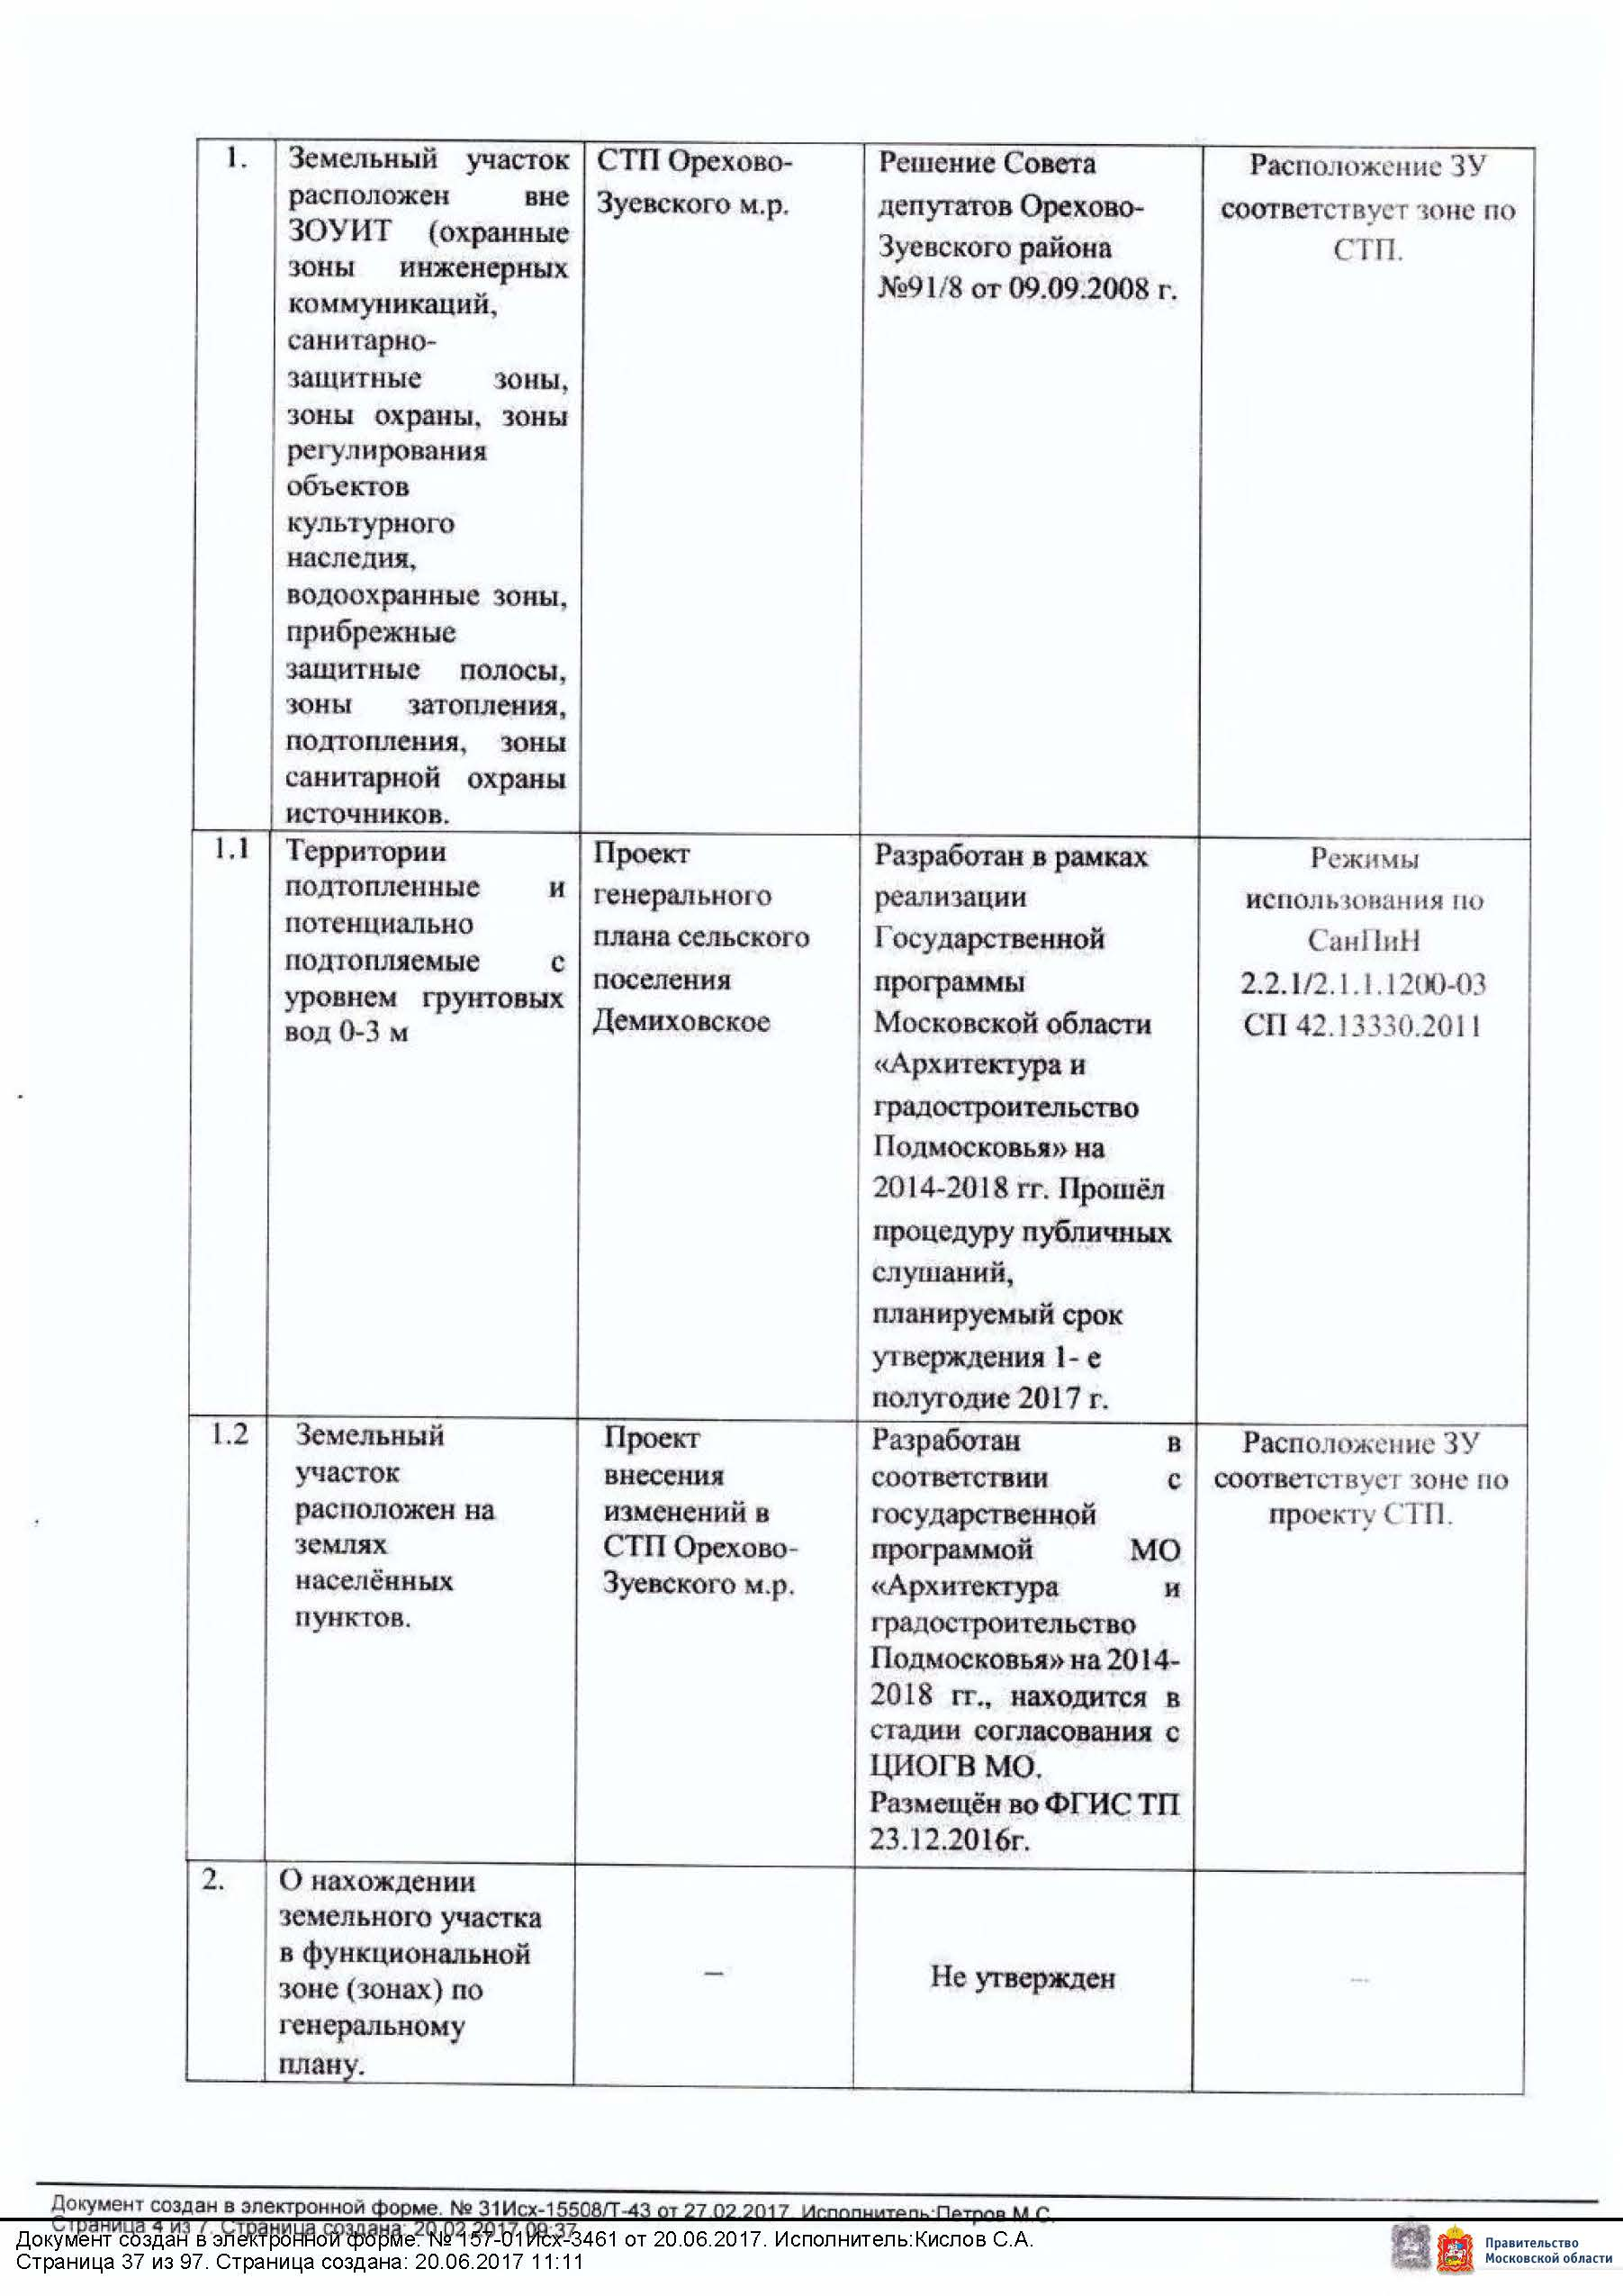 1.
Земельный участок
расположен вне
ЗОУИТ (охранные
зоны инженерных
коммуникаций,
санитарно-
защитные зоны,
зоны охраны, зоны
регулирования
объектов
культурного
наследия,
водоохранные зоны,
прибрежные
защитные полосы,
зоны затопления,
подтопления, зоны
санитарной охраны
источников.
СТП Орехово-
Зуевского м.р.
Решение Совета
депутатов Орехово-
Зуевского района
№91/8 от 09.09.2008 г.
Расположение ЗУ
соответствует зоне по
СТП.
1.1
Территории
подтопленные и
потенциально
подтопляемые с
уровнем грунтовых
вод 0-3 м
Проект
генерального
плана сельского
поселения
Демиховское
Разработан в рамках
реализации
Государственной
программы
Московской области
«Архитектура и
градостроительство
Подмосковья» на
2014-2018 гг. Прошёл
процедуру публичных
слушаний,
планируемый срок
утверждения 1- е
полугодие 2017 г.
Режимы
использования по
СанПиН
2.2.1/2.1.1.1200-03
СП 42.13330.2011
1.2
Земельный
участок
расположен на
землях
населённых
пунктов.
Проект
внесения
изменений в
СТП Орехово-
Зуевского м.р.
Разработан в
соответствии с
государственной
программой МО
«Архитектура и
градостроительство
Подмосковья» на 2014-
2018 гг., находится в
стадии согласования с
ЦИОГВ МО.
Размещён во ФГИС ТП
23.12.2016г.
Расположение ЗУ
соответствует зоне по
проекту СТП.
2.
О нахождении
земельного участка
в функциональной
зоне (зонах) по
генеральному
плану.
–
Не утвержден
–
Документ создан в электронной форме. № 31Исх-15508/Т-43 от 27.02.2017. Исполнитель:Петров М.С.
Страница 4 из 7. Страница создана: 20.02.2017 09:37
Документ создан в электронной форме. № 157-01Исх-3461 от 20.06.2017. Исполнитель:Кислов С.А.
Страница 37 из 97. Страница создана: 20.06.2017 11:11
Правительство
Московской области